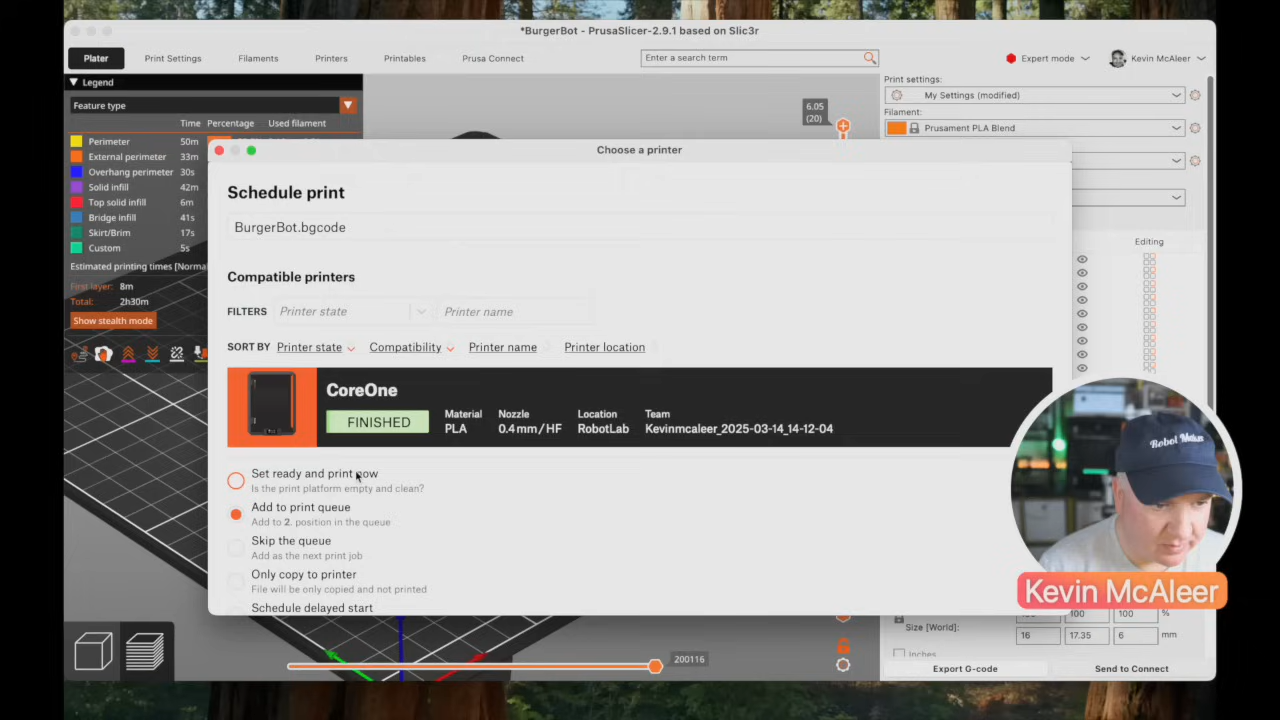 *BurgerBot - PrusaSlicer-2.9.1 based on Slic3r
Plater
Print Settings
Filaments
Printers
Printables
Prusa Connect
Enter a search term
Expert mode
Kevin McAleer
Legend
Feature type
Time Percentage Used filament
Perimeter 50m
External perimeter 33m
Overhang perimeter 30s
Solid infill 42m
Top solid infill 6m
Bridge infill 41s
Skirt/Brim 17s
Custom 5s
Estimated printing times [Norma
First layer: 8m
Total: 2h30m
Show stealth mode
6.05
(20)
Print settings:
My Settings (modified)
Filament:
Prusament PLA Blend
Editing
Choose a printer
Schedule print
BurgerBot.bgcode
Compatible printers
FILTERS Printer state Printer name
SORT BY Printer state Compatibility Printer name Printer location
CoreOne
FINISHED
Material Nozzle Location Team
PLA 0.4 mm / HF RobotLab Kevinmcaleer_2025-03-14_14-12-04
Set ready and print now
Is the print platform empty and clean?
Add to print queue
Add to 2. position in the queue
Skip the queue
Add as the next print job
Only copy to printer
File will be only copied and not printed
Schedule delayed start
Robot Maker
Kevin McAleer
100 100 100 %
Size [World]:
16 17.35 6 mm
Inches
200116
Export G-code
Send to Connect